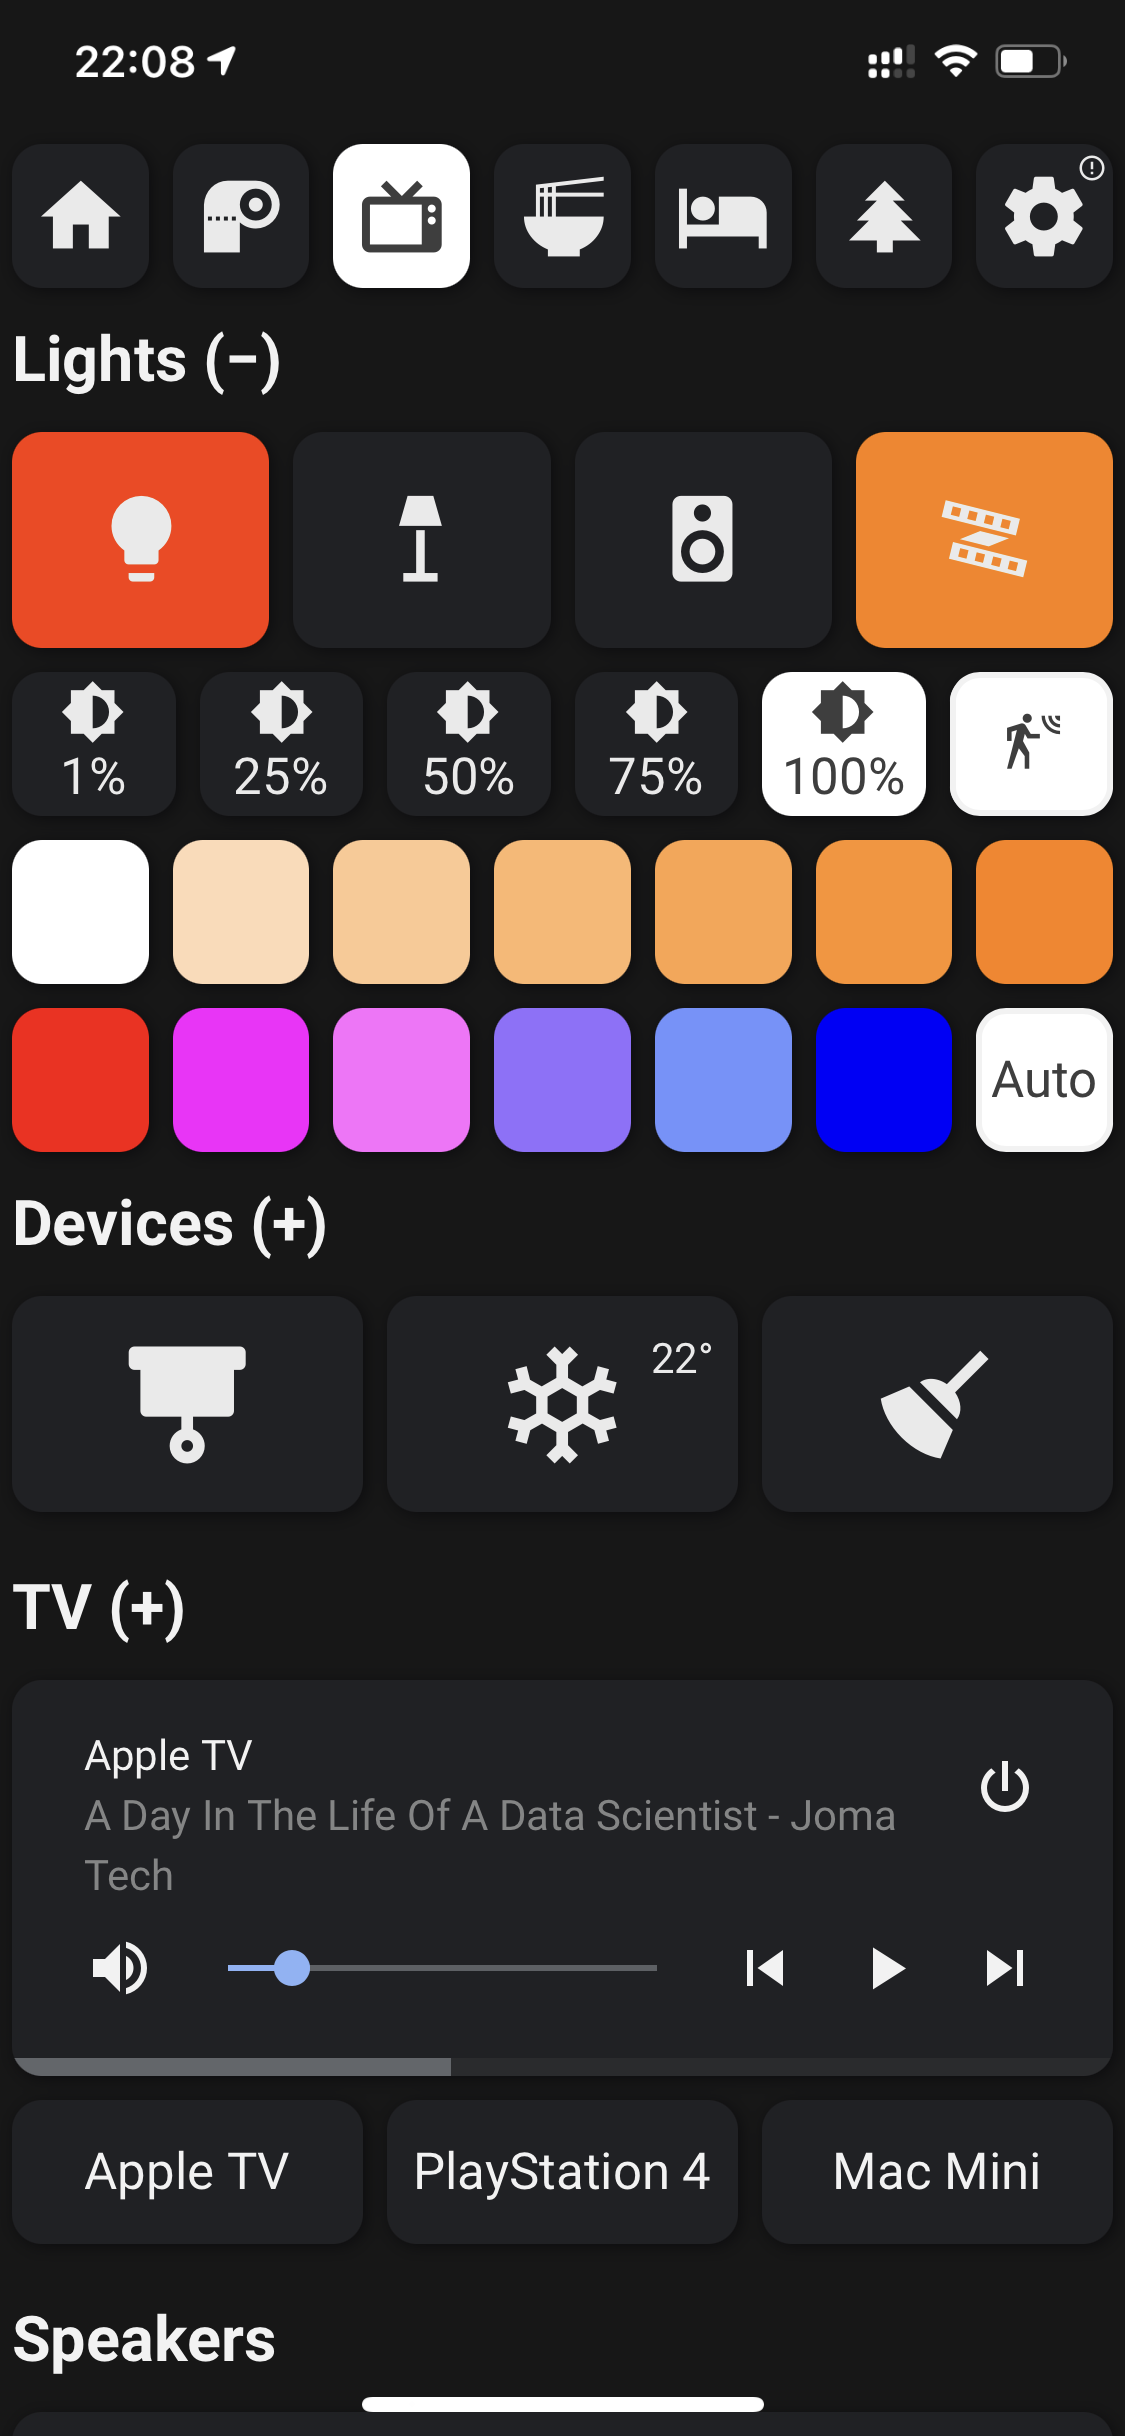 22:08
Lights (−)
1%
25%
50%
75%
100%
Auto
Devices (+)
22°
TV (+)
Apple TV
A Day In The Life Of A Data Scientist - Joma
Tech
Apple TV
PlayStation 4
Mac Mini
Speakers